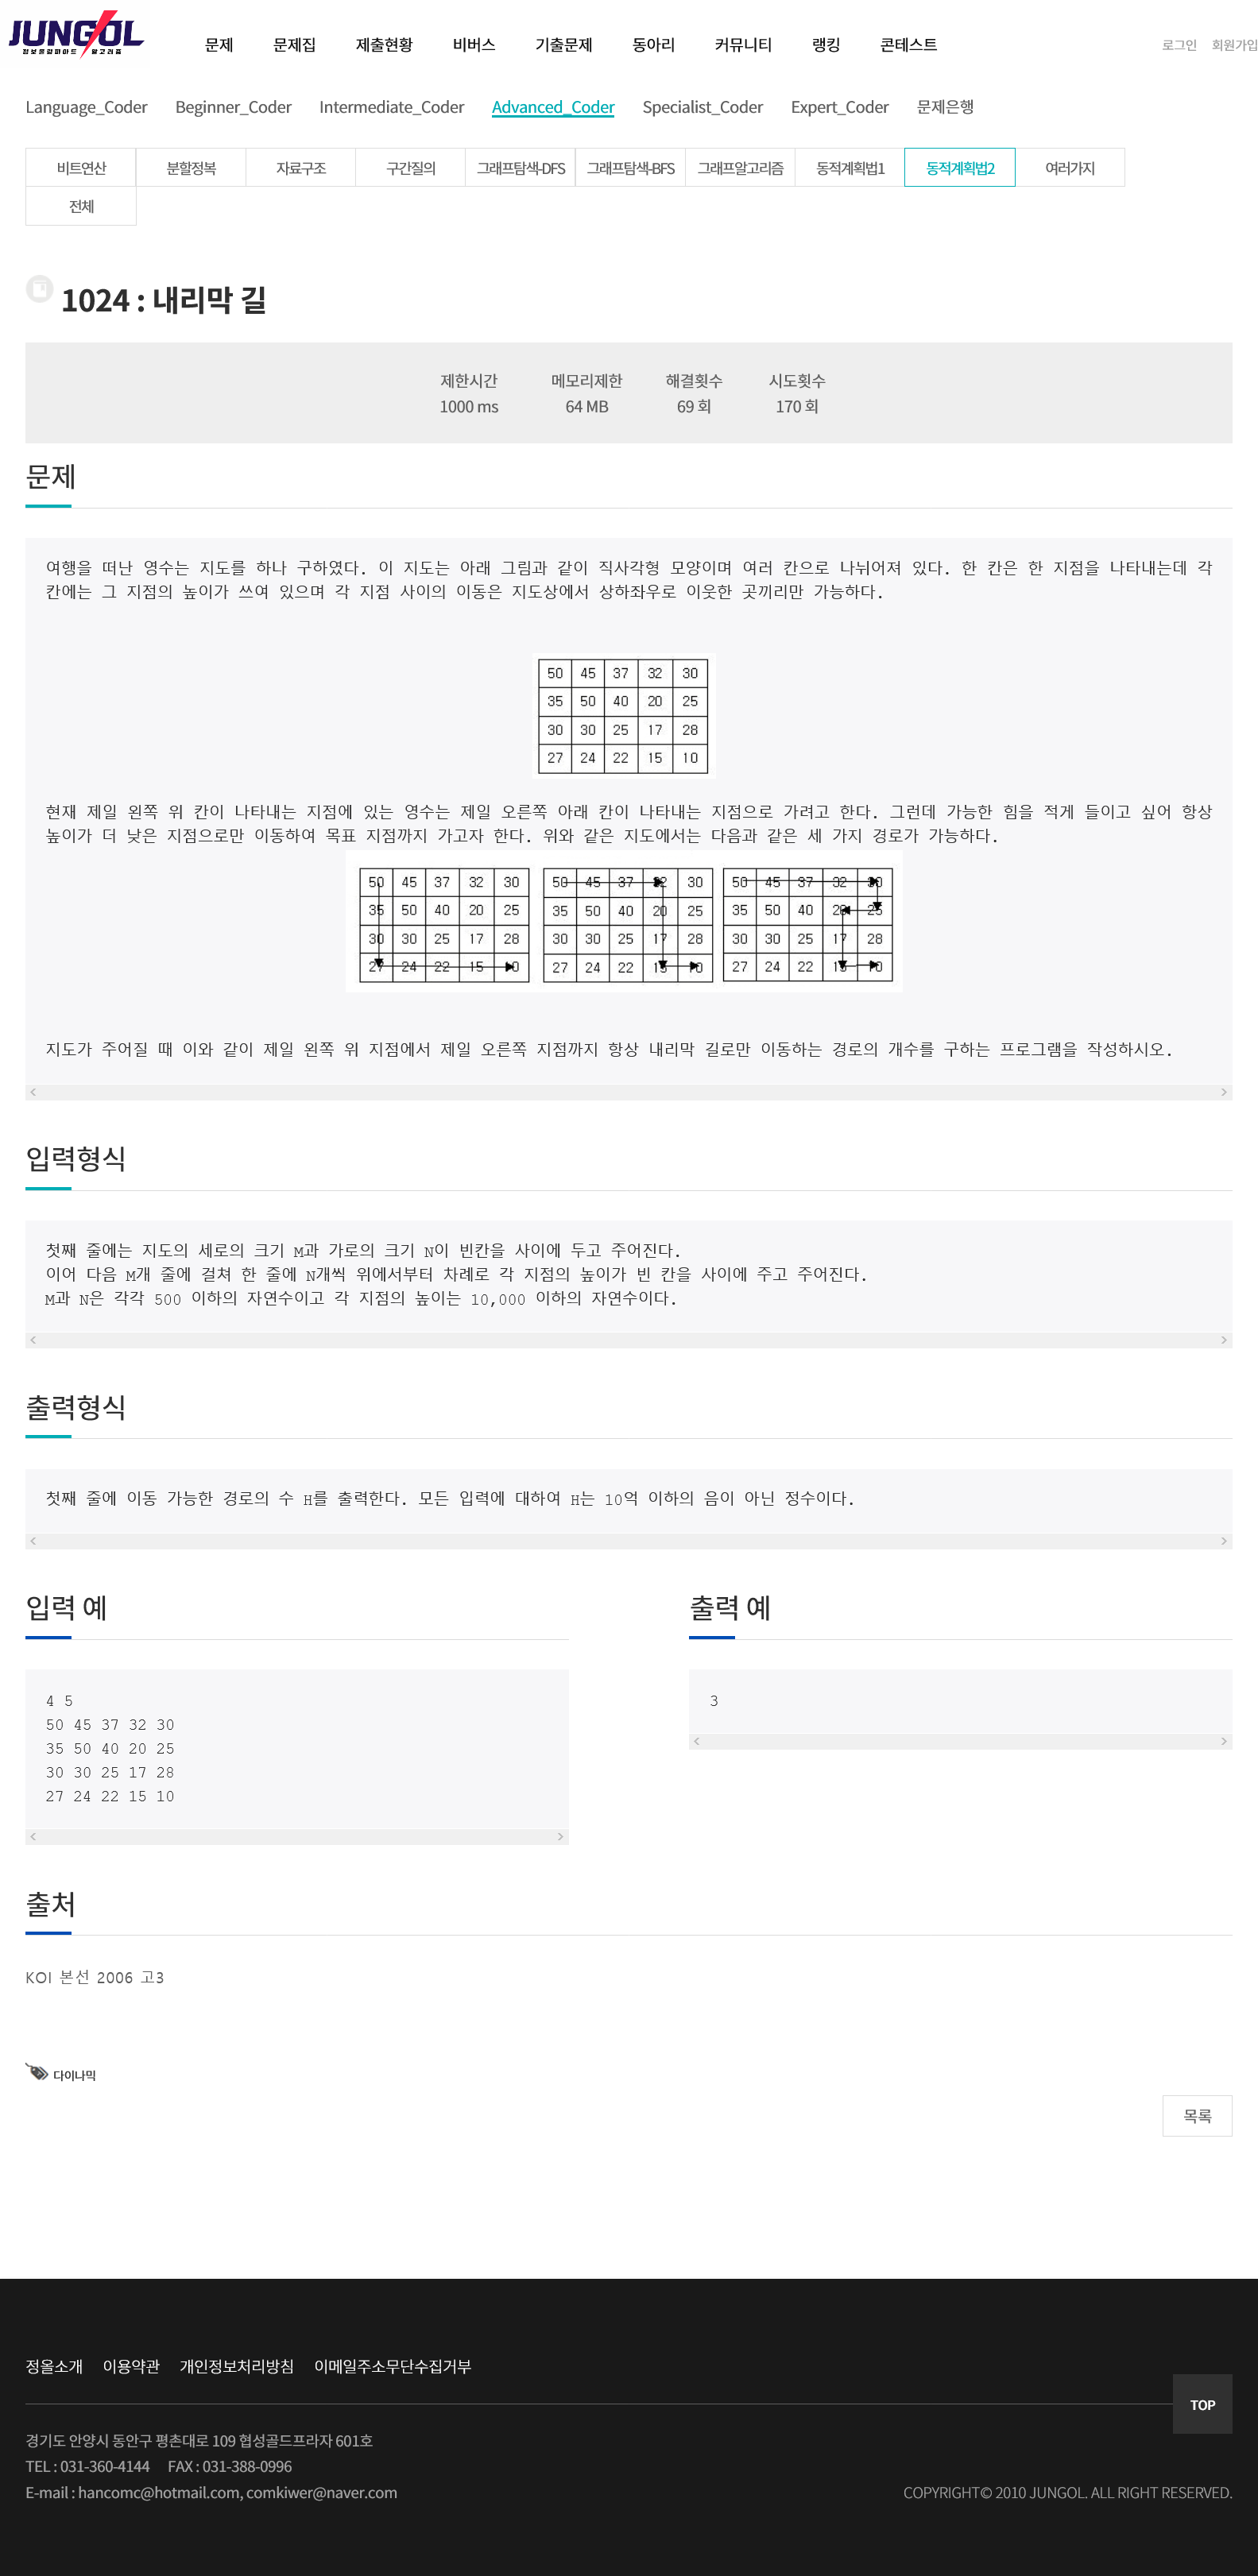 JUNGOL
정보올림피아드 알고리즘
문제 문제집 제출현황 비버스 기출문제 동아리 커뮤니티 랭킹 콘테스트 로그인 회원가입
Language_Coder Beginner_Coder Intermediate_Coder Advanced_Coder Specialist_Coder Expert_Coder 문제은행
비트연산 분할정복 자료구조 구간질의 그래프탐색-DFS 그래프탐색-BFS 그래프알고리즘 동적계획법1 동적계획법2 여러가지
전체
1024 : 내리막 길
제한시간 메모리제한 해결횟수 시도횟수
1000 ms 64 MB 69 회 170 회
문제
여행을 떠난 영수는 지도를 하나 구하였다. 이 지도는 아래 그림과 같이 직사각형 모양이며 여러 칸으로 나뉘어져 있다. 한 칸은 한 지점을 나타내는데 각
칸에는 그 지점의 높이가 쓰여 있으며 각 지점 사이의 이동은 지도상에서 상하좌우로 이웃한 곳끼리만 가능하다.
50 45 37 32 30
35 50 40 20 25
30 30 25 17 28
27 24 22 15 10
현재 제일 왼쪽 위 칸이 나타내는 지점에 있는 영수는 제일 오른쪽 아래 칸이 나타내는 지점으로 가려고 한다. 그런데 가능한 힘을 적게 들이고 싶어 항상
높이가 더 낮은 지점으로만 이동하여 목표 지점까지 가고자 한다. 위와 같은 지도에서는 다음과 같은 세 가지 경로가 가능하다.
50 45 37 32 30 50 45 37 32 30 50 45 37 32 30
35 50 40 20 25 35 50 40 20 25 35 50 40 20 25
30 30 25 17 28 30 30 25 17 28 30 30 25 17 28
27 24 22 15 10 27 24 22 15 10 27 24 22 15 10
지도가 주어질 때 이와 같이 제일 왼쪽 위 지점에서 제일 오른쪽 지점까지 항상 내리막 길로만 이동하는 경로의 개수를 구하는 프로그램을 작성하시오.
입력형식
첫째 줄에는 지도의 세로의 크기 M과 가로의 크기 N이 빈칸을 사이에 두고 주어진다.
이어 다음 M개 줄에 걸쳐 한 줄에 N개씩 위에서부터 차례로 각 지점의 높이가 빈 칸을 사이에 주고 주어진다.
M과 N은 각각 500 이하의 자연수이고 각 지점의 높이는 10,000 이하의 자연수이다.
출력형식
첫째 줄에 이동 가능한 경로의 수 H를 출력한다. 모든 입력에 대하여 H는 10억 이하의 음이 아닌 정수이다.
입력 예
4 5
50 45 37 32 30
35 50 40 20 25
30 30 25 17 28
27 24 22 15 10
출력 예
3
출처
KOI 본선 2006 고3
다이나믹
목록
정올소개 이용약관 개인정보처리방침 이메일주소무단수집거부
TOP
경기도 안양시 동안구 평촌대로 109 협성골드프라자 601호
TEL : 031-360-4144 FAX : 031-388-0996
E-mail : hancomc@hotmail.com, comkiwer@naver.com
COPYRIGHT© 2010 JUNGOL. ALL RIGHT RESERVED.